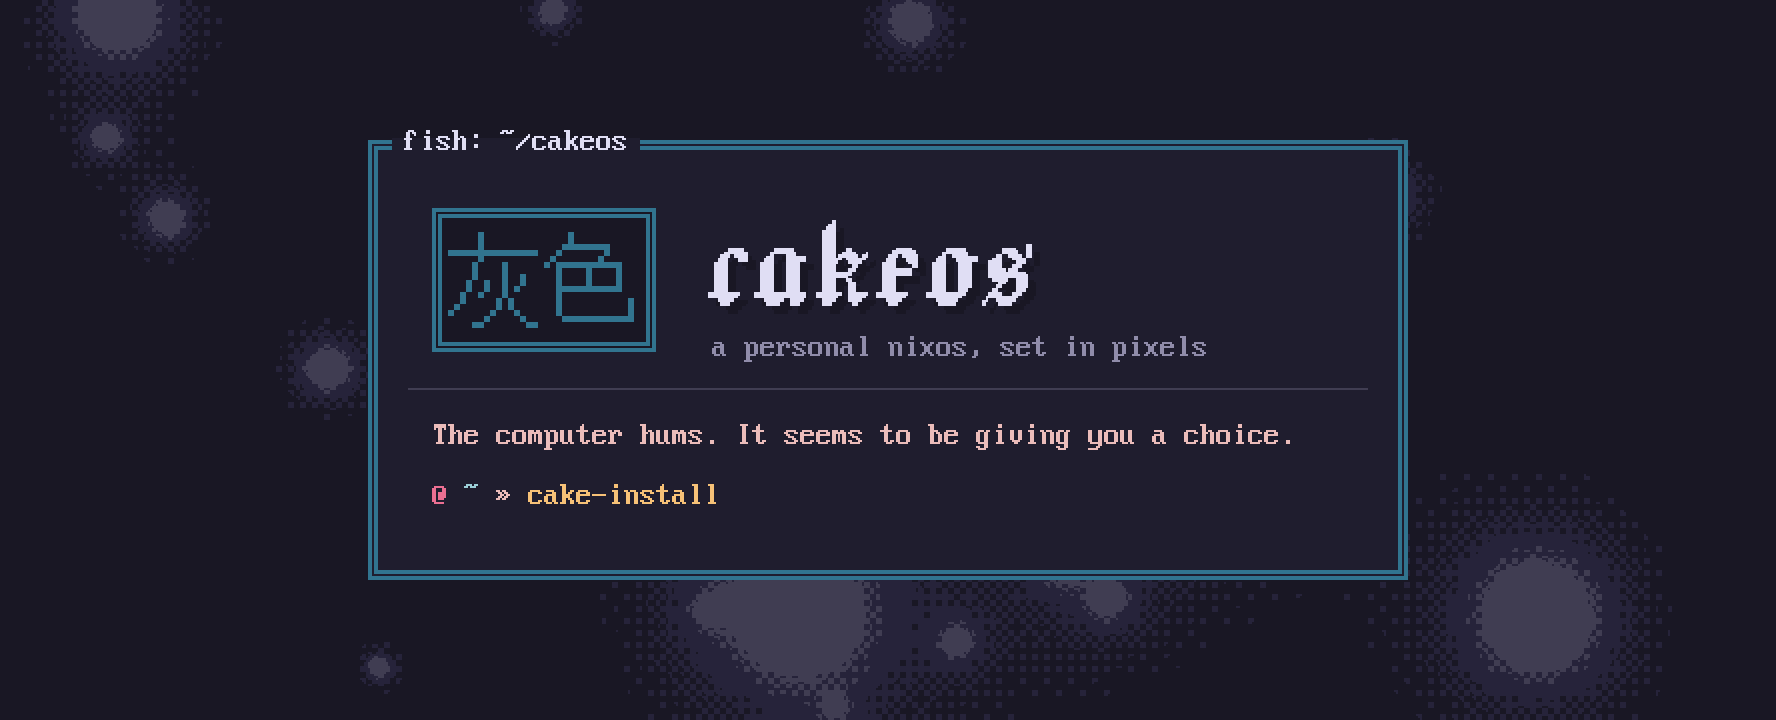 fish: ~/cakeos
灰色
cakeos
a personal nixos, set in pixels
The computer hums. It seems to be giving you a choice.
@ ~ » cake-install